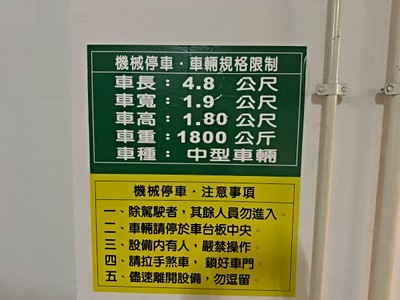 機械停車．車輛規格限制
車長：4.8 公尺
車寬：1.9 公尺
車高：1.80 公尺
車重：1800 公斤
車種：中型車輛
機械停車．注意事項
一、除駕駛者，其餘人員勿進入。
二、車輛請停於車台板中央。
三、設備內有人，嚴禁操作。
四、請拉手煞車，鎖好車門。
五、儘速離開設備，勿逗留。